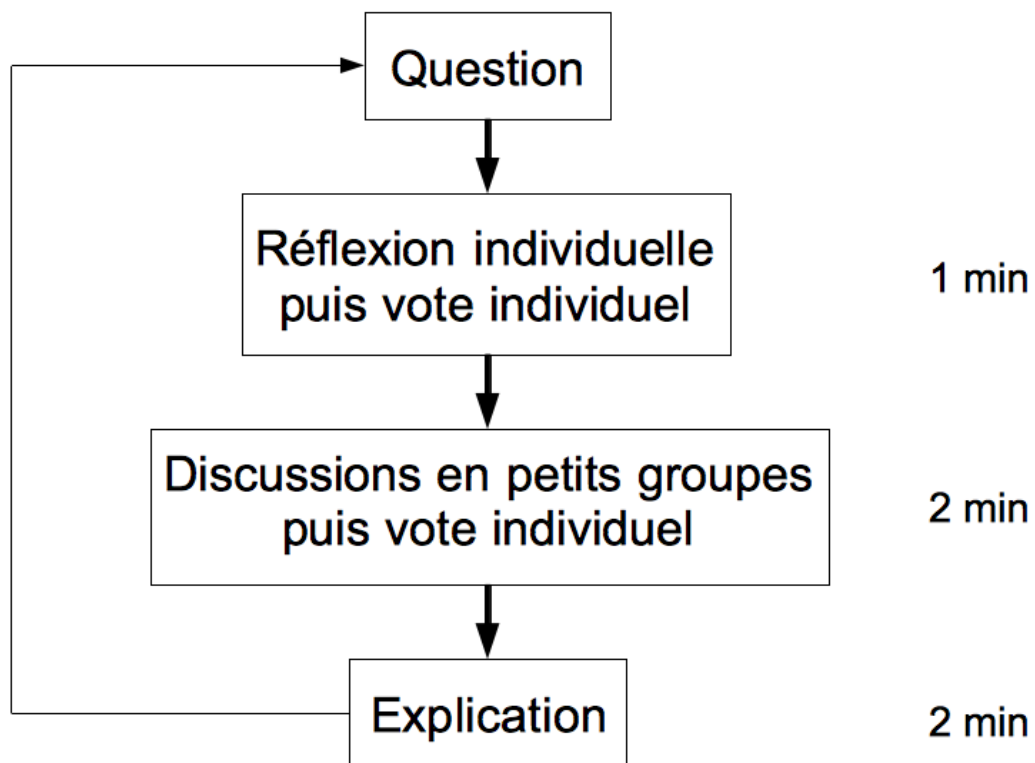 Question
Réflexion individuelle
puis vote individuel
1 min
Discussions en petits groupes
puis vote individuel
2 min
Explication
2 min